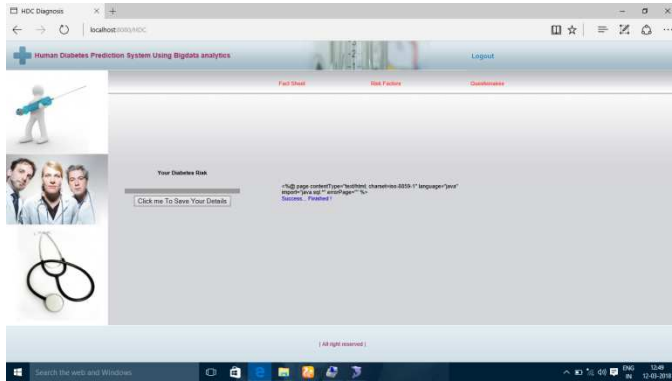 HDC Diagnosis
localhost:8080/HDC
Human Diabetes Prediction System Using Bigdata analytics
Logout
Fact Sheet
Risk Factors
Your Diabetes Risk
Click me To Save Your Details
<%@ page contentType="text/html; charset=iso-8859-1" language="java"
import="java.sql.*" errorPage="" %>
Success... Finished !
| All right reserved |
Search the web and Windows
ENG
IN
12:49
12-03-2018